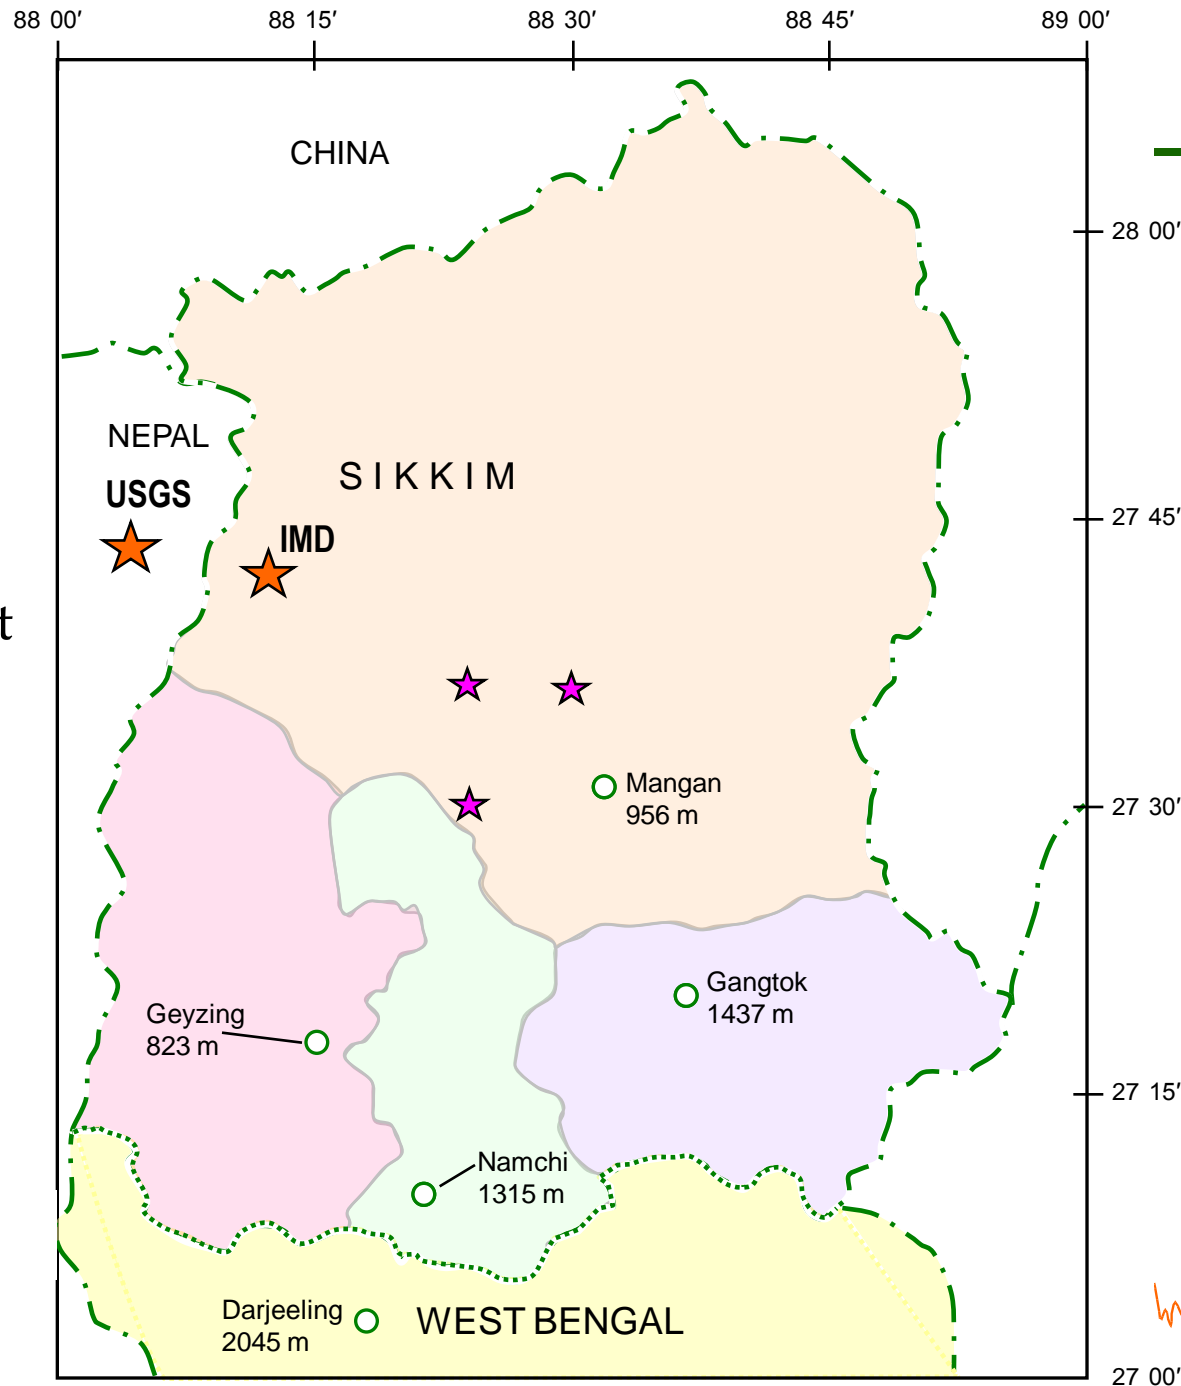 88 00′ 88 15′ 88 30′ 88 45′ 89 00′
CHINA
28 00′
NEPAL
SIKKIM
USGS
27 45′
IMD
t
Mangan
956 m
27 30′
Gangtok
1437 m
Geyzing
823 m
27 15′
Namchi
1315 m
Darjeeling
2045 m
WEST BENGAL
27 00′